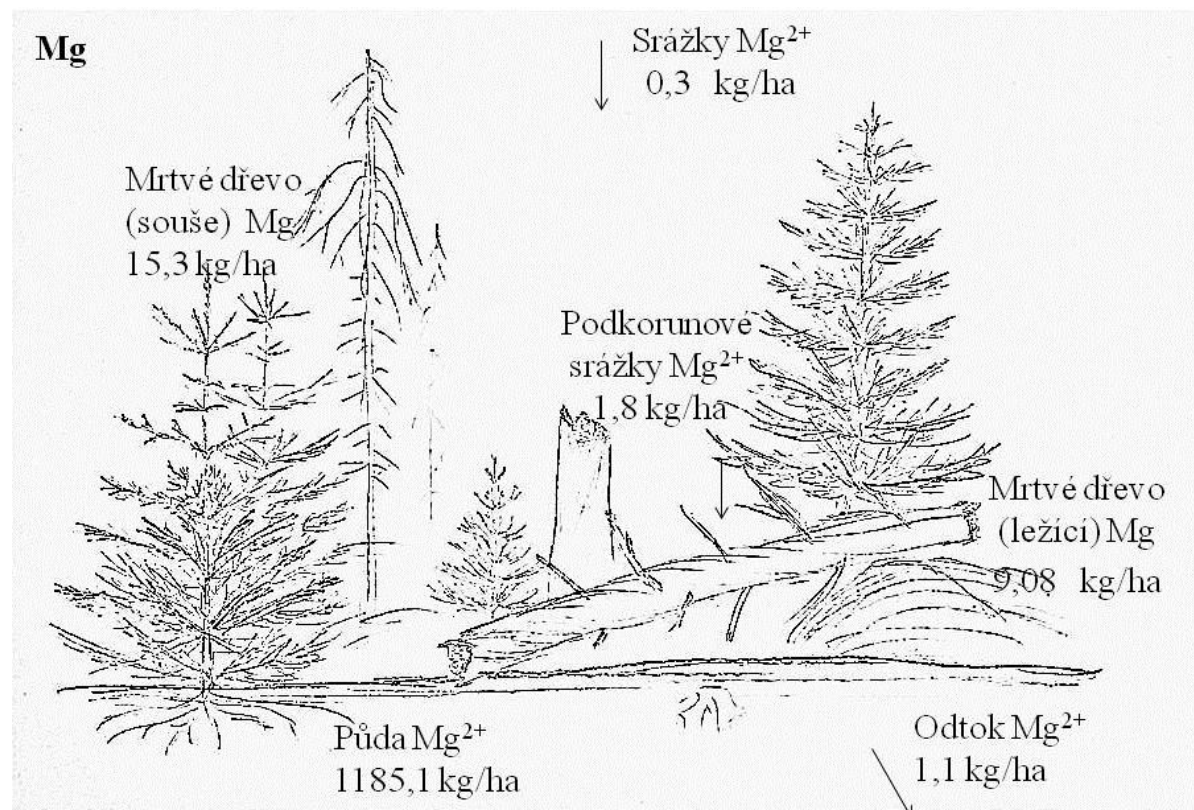 Mg
Srážky Mg²⁺
0,3 kg/ha
Mrtvé dřevo
(souše) Mg
15,3 kg/ha
Podkorunové
srážky Mg²⁺
1,8 kg/ha
Mrtvé dřevo
(ležící) Mg
9,08 kg/ha
Půda Mg²⁺
1185,1 kg/ha
Odtok Mg²⁺
1,1 kg/ha